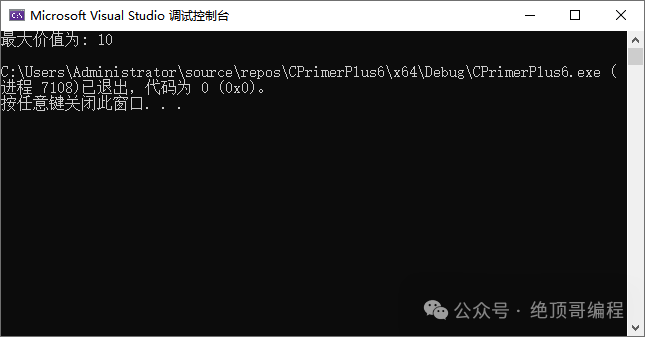 Microsoft Visual Studio 调试控制台
最大价值为: 10
C:\Users\Administrator\source\repos\CPrimerPlus6\x64\Debug\CPrimerPlus6.exe (
进程 7108)已退出，代码为 0 (0x0)。
按任意键关闭此窗口. . .
公众号 · 绝顶哥编程